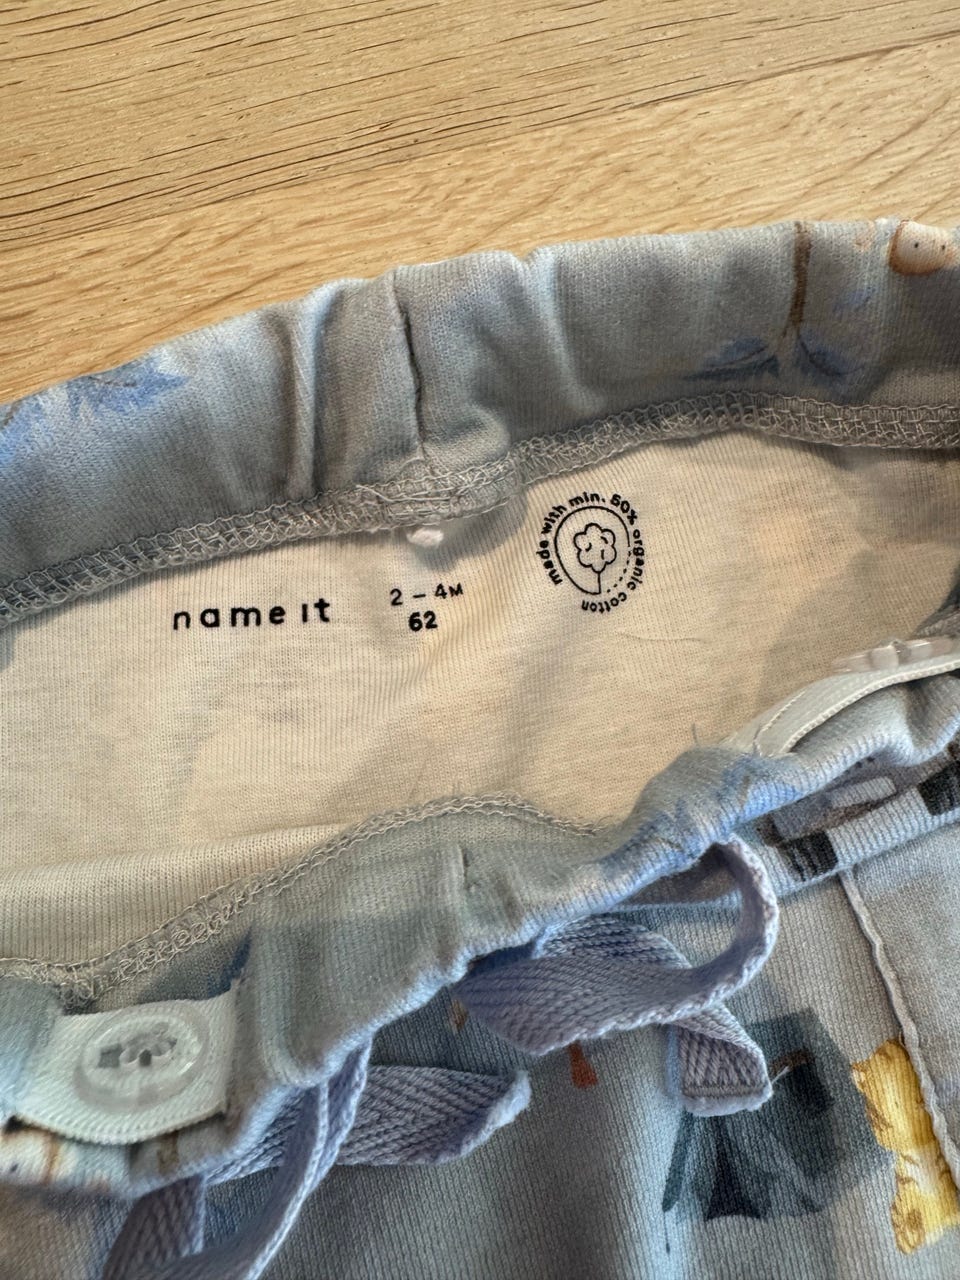 name it
2 – 4M
62
made with min. 50% organic cotton